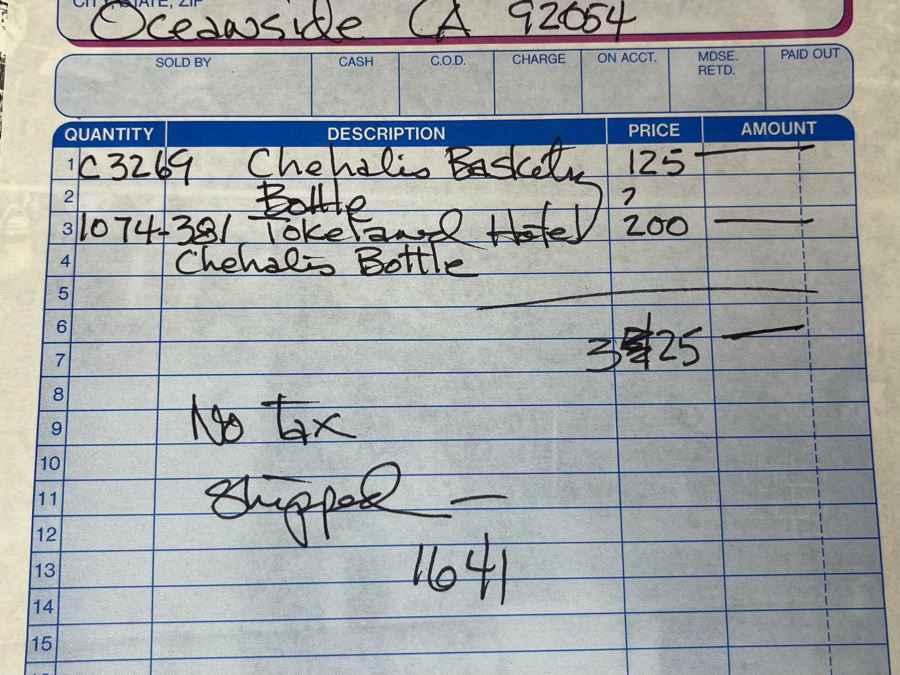 CITY, STATE, ZIP
Oceanside CA 92054
SOLD BY CASH C.O.D. CHARGE ON ACCT. MDSE. RETD. PAID OUT
QUANTITY DESCRIPTION PRICE AMOUNT
1 C3269 Chehalis Basketry 125 —
2 Bottle
3 1074-381 Tokeland Hotel 200 —
4 Chehalis Bottle
5
6
7 325 —
8
9 No Tax
10
11 Shipped —
12
13 1641
14
15